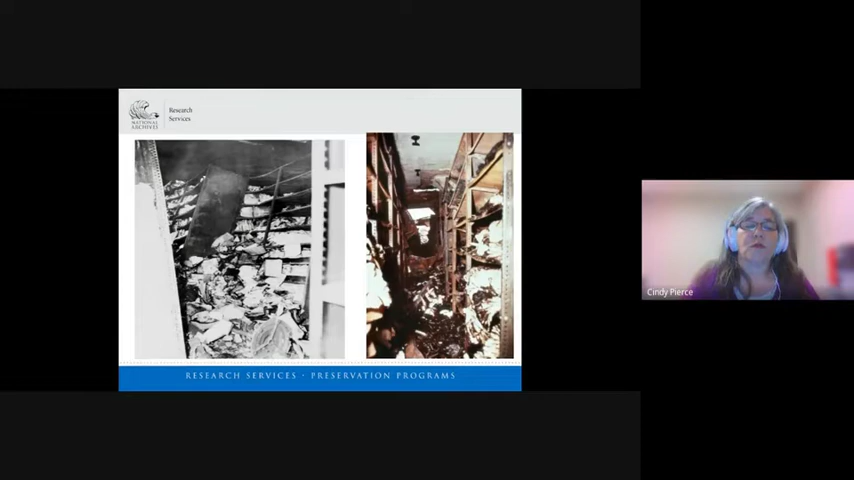 NATIONAL
ARCHIVES
Research
Services
RESEARCH SERVICES · PRESERVATION PROGRAMS
Cindy Pierce